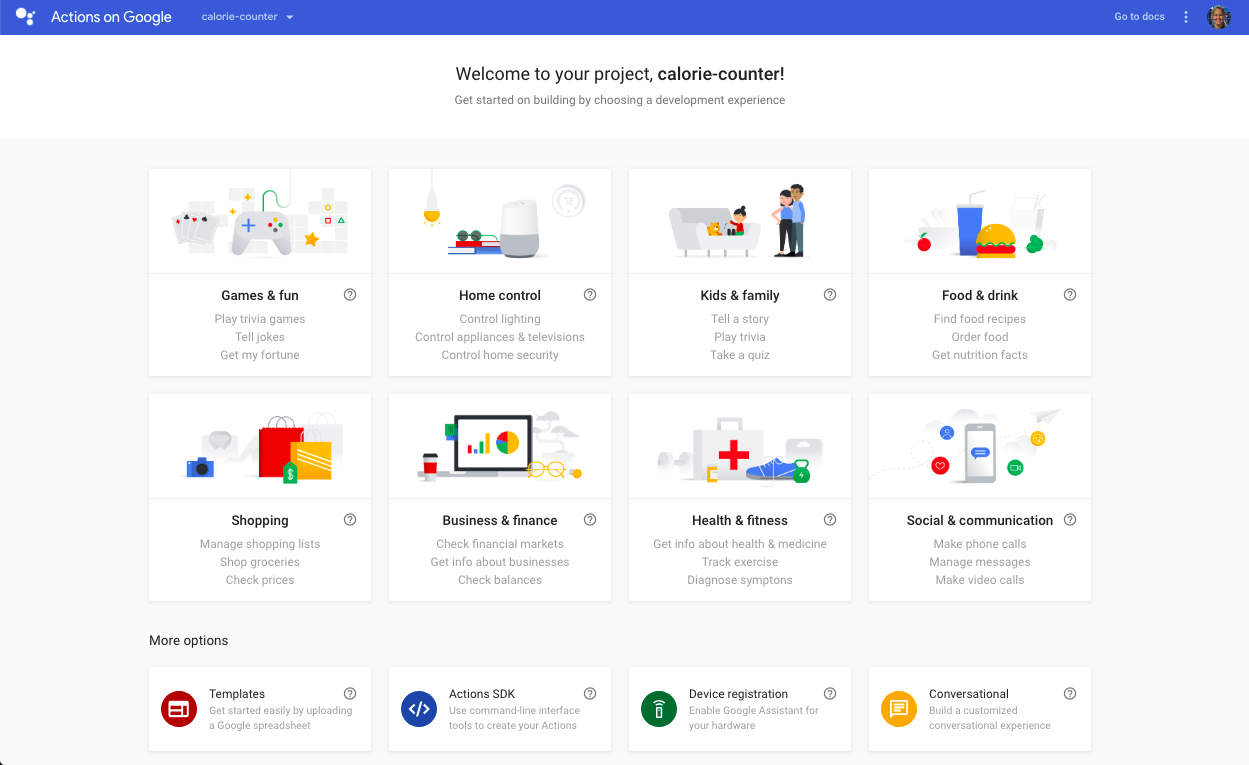 Actions on Google
calorie-counter
Go to docs
Welcome to your project, calorie-counter!
Get started on building by choosing a development experience
Games & fun
Play trivia games
Tell jokes
Get my fortune
Home control
Control lighting
Control appliances & televisions
Control home security
Kids & family
Tell a story
Play trivia
Take a quiz
Food & drink
Find food recipes
Order food
Get nutrition facts
$
Shopping
Manage shopping lists
Shop groceries
Check prices
Business & finance
Check financial markets
Get info about businesses
Check balances
Health & fitness
Get info about health & medicine
Track exercise
Diagnose symptons
Social & communication
Make phone calls
Manage messages
Make video calls
More options
Templates
Get started easily by uploading
a Google spreadsheet
Actions SDK
Use command-line interface
tools to create your Actions
Device registration
Enable Google Assistant for
your hardware
Conversational
Build a customized
conversational experience